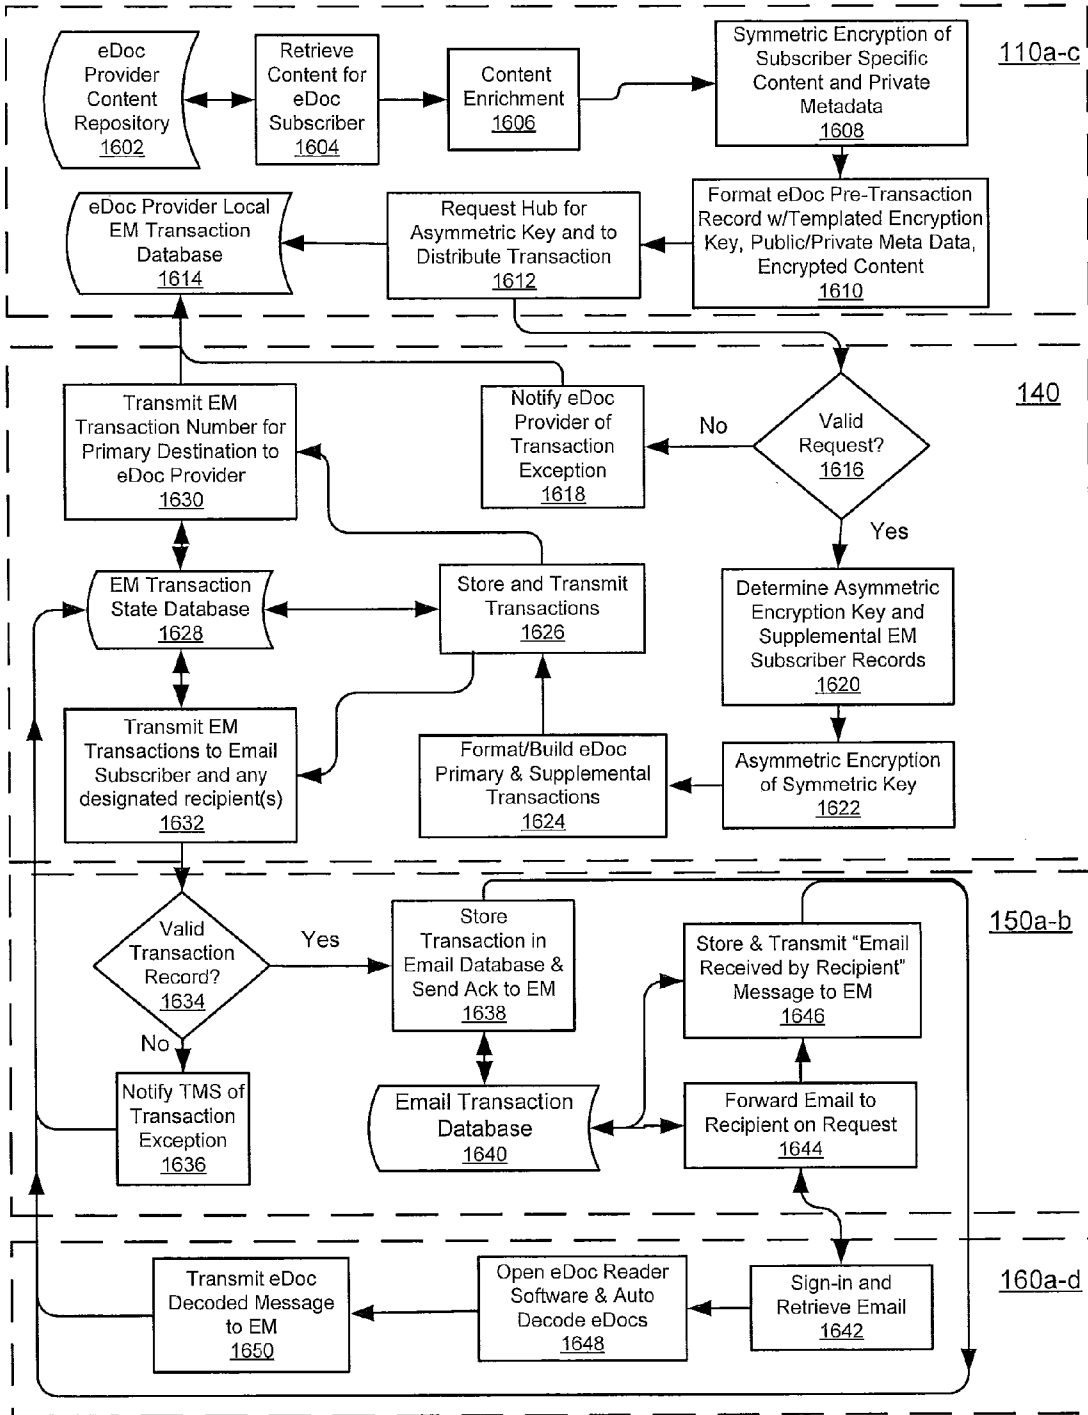 eDoc
Provider
Content
Repository
1602
Retrieve
Content for
eDoc
Subscriber
1604
Content
Enrichment
1606
Symmetric Encryption of
Subscriber Specific
Content and Private
Metadata
1608
110a-c
eDoc Provider Local
EM Transaction
Database
1614
Request Hub for
Asymmetric Key and to
Distribute Transaction
1612
Format eDoc Pre-Transaction
Record w/Templated Encryption
Key, Public/Private Meta Data,
Encrypted Content
1610
Transmit EM
Transaction Number for
Primary Destination to
eDoc Provider
1630
Notify eDoc
Provider of
Transaction
Exception
1618
No
Valid
Request?
1616
140
Yes
EM Transaction
State Database
1628
Store and Transmit
Transactions
1626
Determine Asymmetric
Encryption Key and
Supplemental EM
Subscriber Records
1620
Transmit EM
Transactions to Email
Subscriber and any
designated recipient(s)
1632
Format/Build eDoc
Primary & Supplemental
Transactions
1624
Asymmetric Encryption
of Symmetric Key
1622
Valid
Transaction
Record?
1634
Yes
Store
Transaction in
Email Database &
Send Ack to EM
1638
Store & Transmit "Email
Received by Recipient"
Message to EM
1646
150a-b
No
Notify TMS of
Transaction
Exception
1636
Email Transaction
Database
1640
Forward Email to
Recipient on Request
1644
Transmit eDoc
Decoded Message
to EM
1650
Open eDoc Reader
Software & Auto
Decode eDocs
1648
Sign-in and
Retrieve Email
1642
160a-d